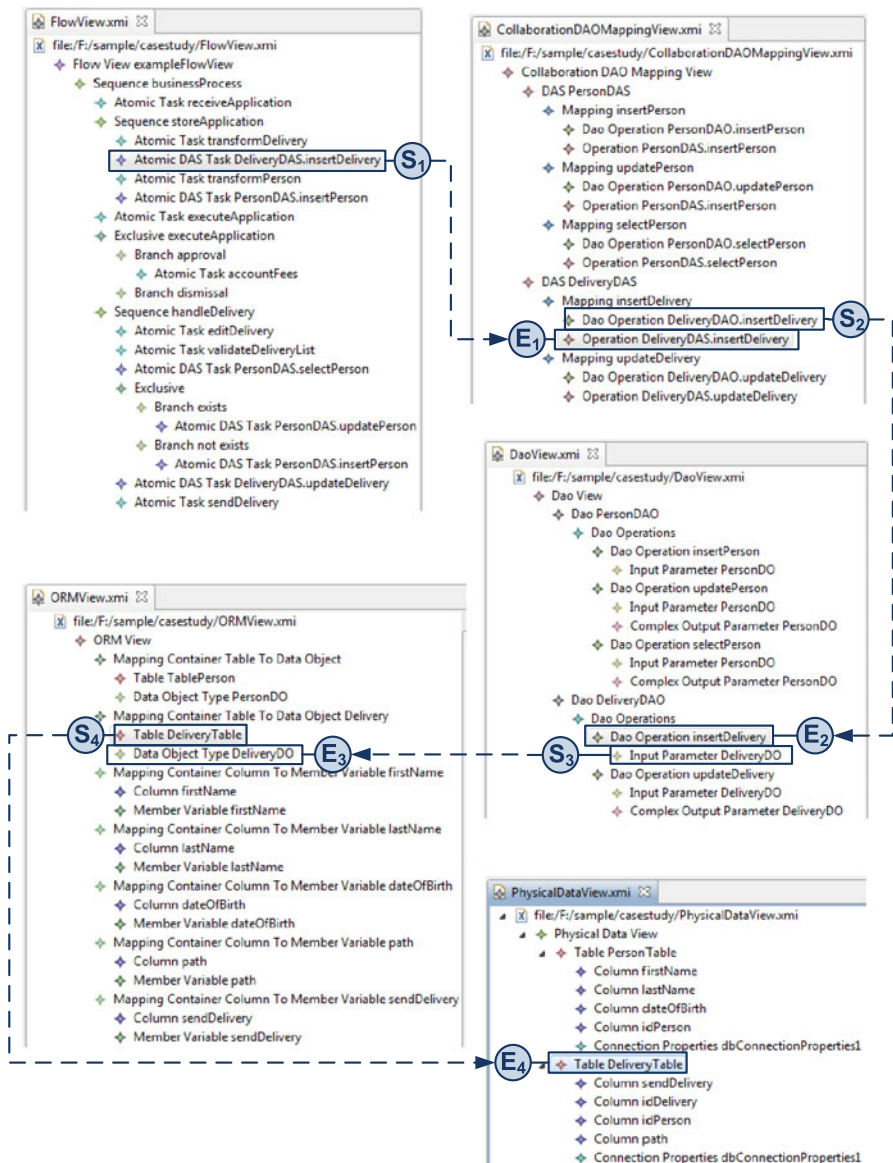 FlowView.xmi
file:/F:/sample/casestudy/FlowView.xmi
Flow View exampleFlowView
Sequence businessProcess
Atomic Task receiveApplication
Sequence storeApplication
Atomic Task transformDelivery
Atomic DAS Task DeliveryDAS.insertDelivery
S1
Atomic Task transformPerson
Atomic DAS Task PersonDAS.insertPerson
Atomic Task executeApplication
Exclusive executeApplication
Branch approval
Atomic Task accountFees
Branch dismissal
Sequence handleDelivery
Atomic Task editDelivery
Atomic Task validateDeliveryList
Atomic DAS Task PersonDAS.selectPerson
Exclusive
Branch exists
Atomic DAS Task PersonDAS.updatePerson
Branch not exists
Atomic DAS Task PersonDAS.insertPerson
Atomic DAS Task DeliveryDAS.updateDelivery
Atomic Task sendDelivery
CollaborationDAOMappingView.xmi
file:/F:/sample/casestudy/CollaborationDAOMappingView.xmi
Collaboration DAO Mapping View
DAS PersonDAS
Mapping insertPerson
Dao Operation PersonDAO.insertPerson
Operation PersonDAS.insertPerson
Mapping updatePerson
Dao Operation PersonDAO.updatePerson
Operation PersonDAS.insertPerson
Mapping selectPerson
Dao Operation PersonDAO.selectPerson
Operation PersonDAS.selectPerson
DAS DeliveryDAS
Mapping insertDelivery
Dao Operation DeliveryDAO.insertDelivery
S2
E1
Operation DeliveryDAS.insertDelivery
Mapping updateDelivery
Dao Operation DeliveryDAO.updateDelivery
Operation DeliveryDAS.updateDelivery
DaoView.xmi
file:/F:/sample/casestudy/DaoView.xmi
Dao View
Dao PersonDAO
Dao Operations
Dao Operation insertPerson
Input Parameter PersonDO
Dao Operation updatePerson
Input Parameter PersonDO
Complex Output Parameter PersonDO
Dao Operation selectPerson
Input Parameter PersonDO
Complex Output Parameter PersonDO
Dao DeliveryDAO
Dao Operations
Dao Operation insertDelivery
E2
S3
Input Parameter DeliveryDO
Dao Operation updateDelivery
Input Parameter DeliveryDO
Complex Output Parameter DeliveryDO
ORMView.xmi
file:/F:/sample/casestudy/ORMView.xmi
ORM View
Mapping Container Table To Data Object
Table TablePerson
Data Object Type PersonDO
Mapping Container Table To Data Object Delivery
S4
Table DeliveryTable
Data Object Type DeliveryDO
E3
Mapping Container Column To Member Variable firstName
Column firstName
Member Variable firstName
Mapping Container Column To Member Variable lastName
Column lastName
Member Variable lastName
Mapping Container Column To Member Variable dateOfBirth
Column dateOfBirth
Member Variable dateOfBirth
Mapping Container Column To Member Variable path
Column path
Member Variable path
Mapping Container Column To Member Variable sendDelivery
Column sendDelivery
Member Variable sendDelivery
PhysicalDataView.xmi
file:/F:/sample/casestudy/PhysicalDataView.xmi
Physical Data View
Table PersonTable
Column firstName
Column lastName
Column dateOfBirth
Column idPerson
Connection Properties dbConnectionProperties1
E4
Table DeliveryTable
Column sendDelivery
Column idDelivery
Column idPerson
Column path
Connection Properties dbConnectionProperties1